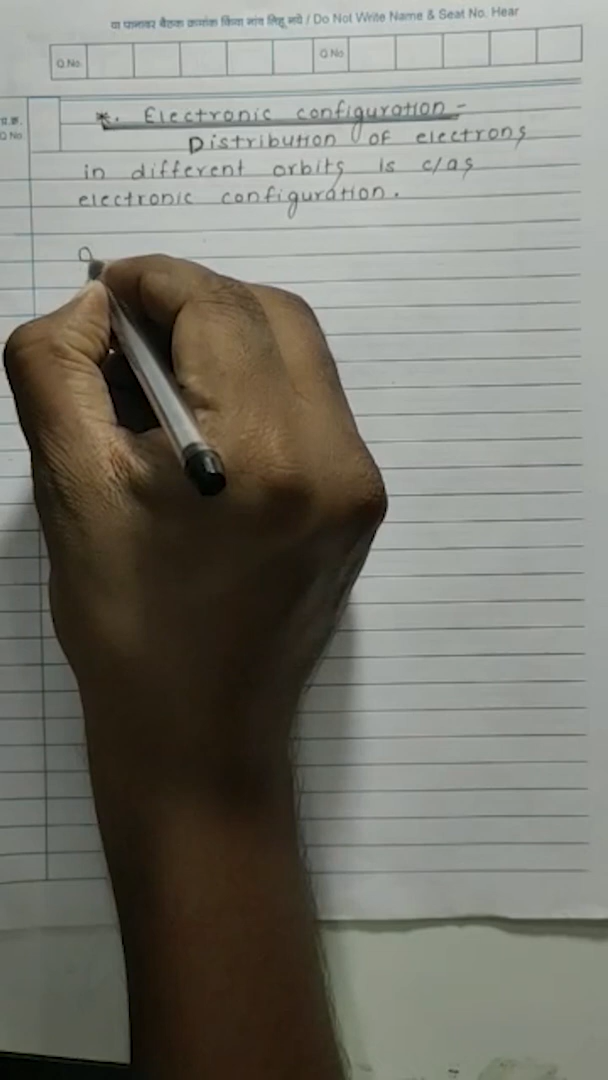 या पानावर बैठक क्रमांक किंवा नांव लिहू नये / Do Not Write Name & Seat No. Hear
Q.No. Q.No.
प्र.क्र.
Q No.
*. Electronic configuration -
Distribution of electrons
in different orbits is c/as
electronic configuration.